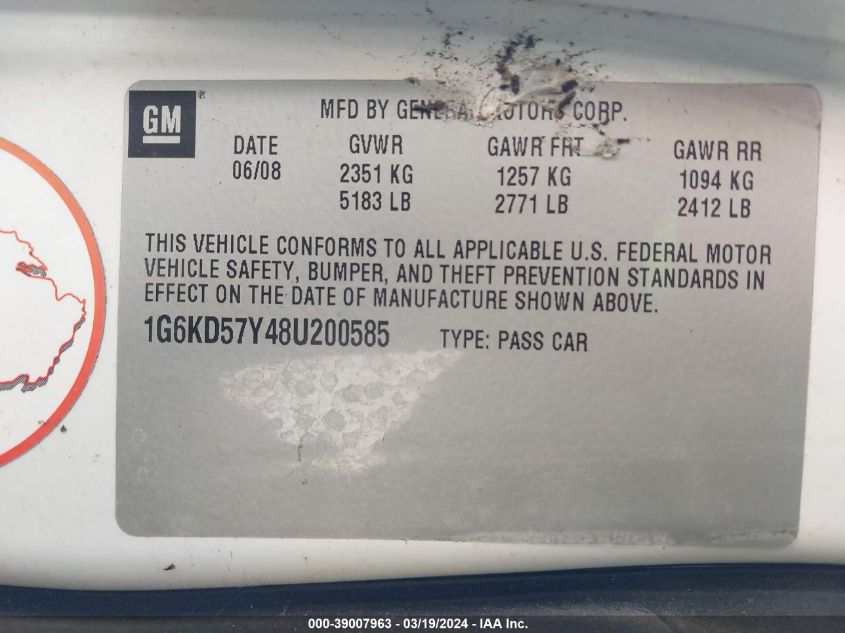 GM®
MFD BY GENERAL MOTORS CORP.
DATE GVWR GAWR FRT GAWR RR
06/08 2351 KG 1257 KG 1094 KG
5183 LB 2771 LB 2412 LB
THIS VEHICLE CONFORMS TO ALL APPLICABLE U.S. FEDERAL MOTOR
VEHICLE SAFETY, BUMPER, AND THEFT PREVENTION STANDARDS IN
EFFECT ON THE DATE OF MANUFACTURE SHOWN ABOVE.
1G6KD57Y48U200585 TYPE: PASS CAR
000-39007963 - 03/19/2024 - IAA Inc.